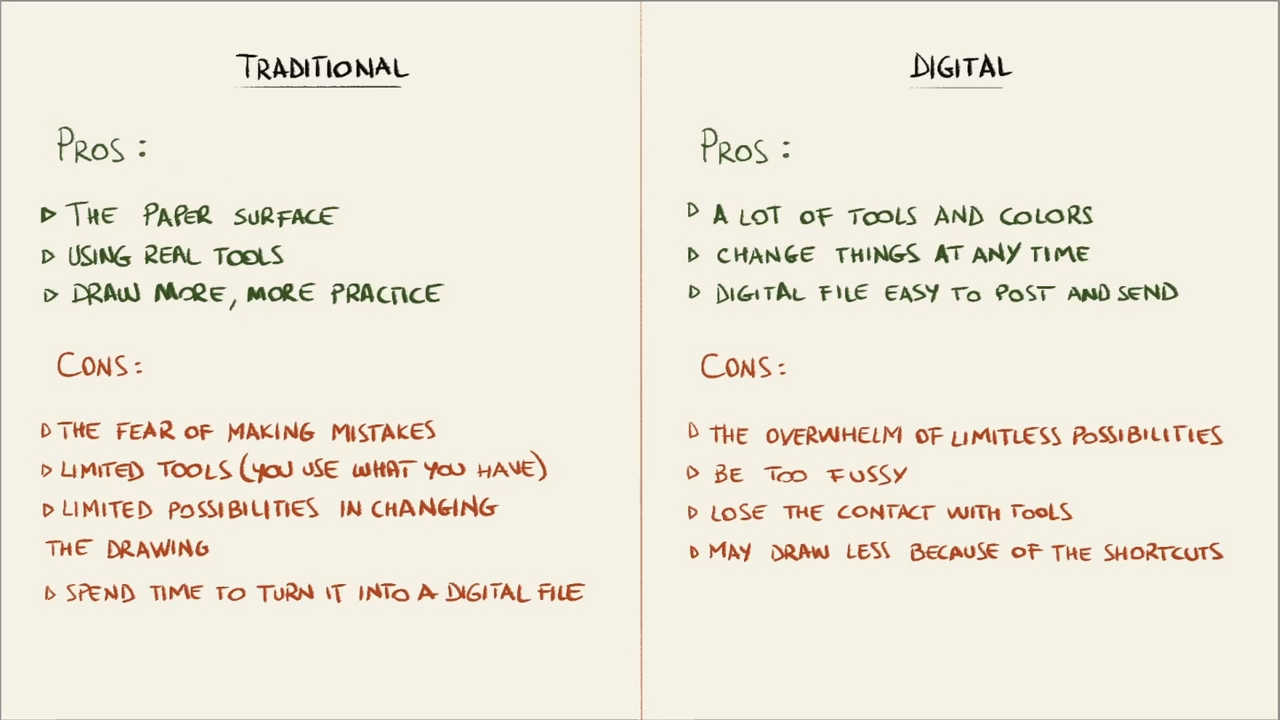 TRADITIONAL
PROS:
THE PAPER SURFACE
USING REAL TOOLS
DRAW MORE, MORE PRACTICE
CONS:
THE FEAR OF MAKING MISTAKES
LIMITED TOOLS (YOU USE WHAT YOU HAVE)
LIMITED POSSIBILITIES IN CHANGING
THE DRAWING
SPEND TIME TO TURN IT INTO A DIGITAL FILE
DIGITAL
PROS:
A LOT OF TOOLS AND COLORS
CHANGE THINGS AT ANY TIME
DIGITAL FILE EASY TO POST AND SEND
CONS:
THE OVERWHELM OF LIMITLESS POSSIBILITIES
BE TOO FUSSY
LOSE THE CONTACT WITH TOOLS
MAY DRAW LESS BECAUSE OF THE SHORTCUTS